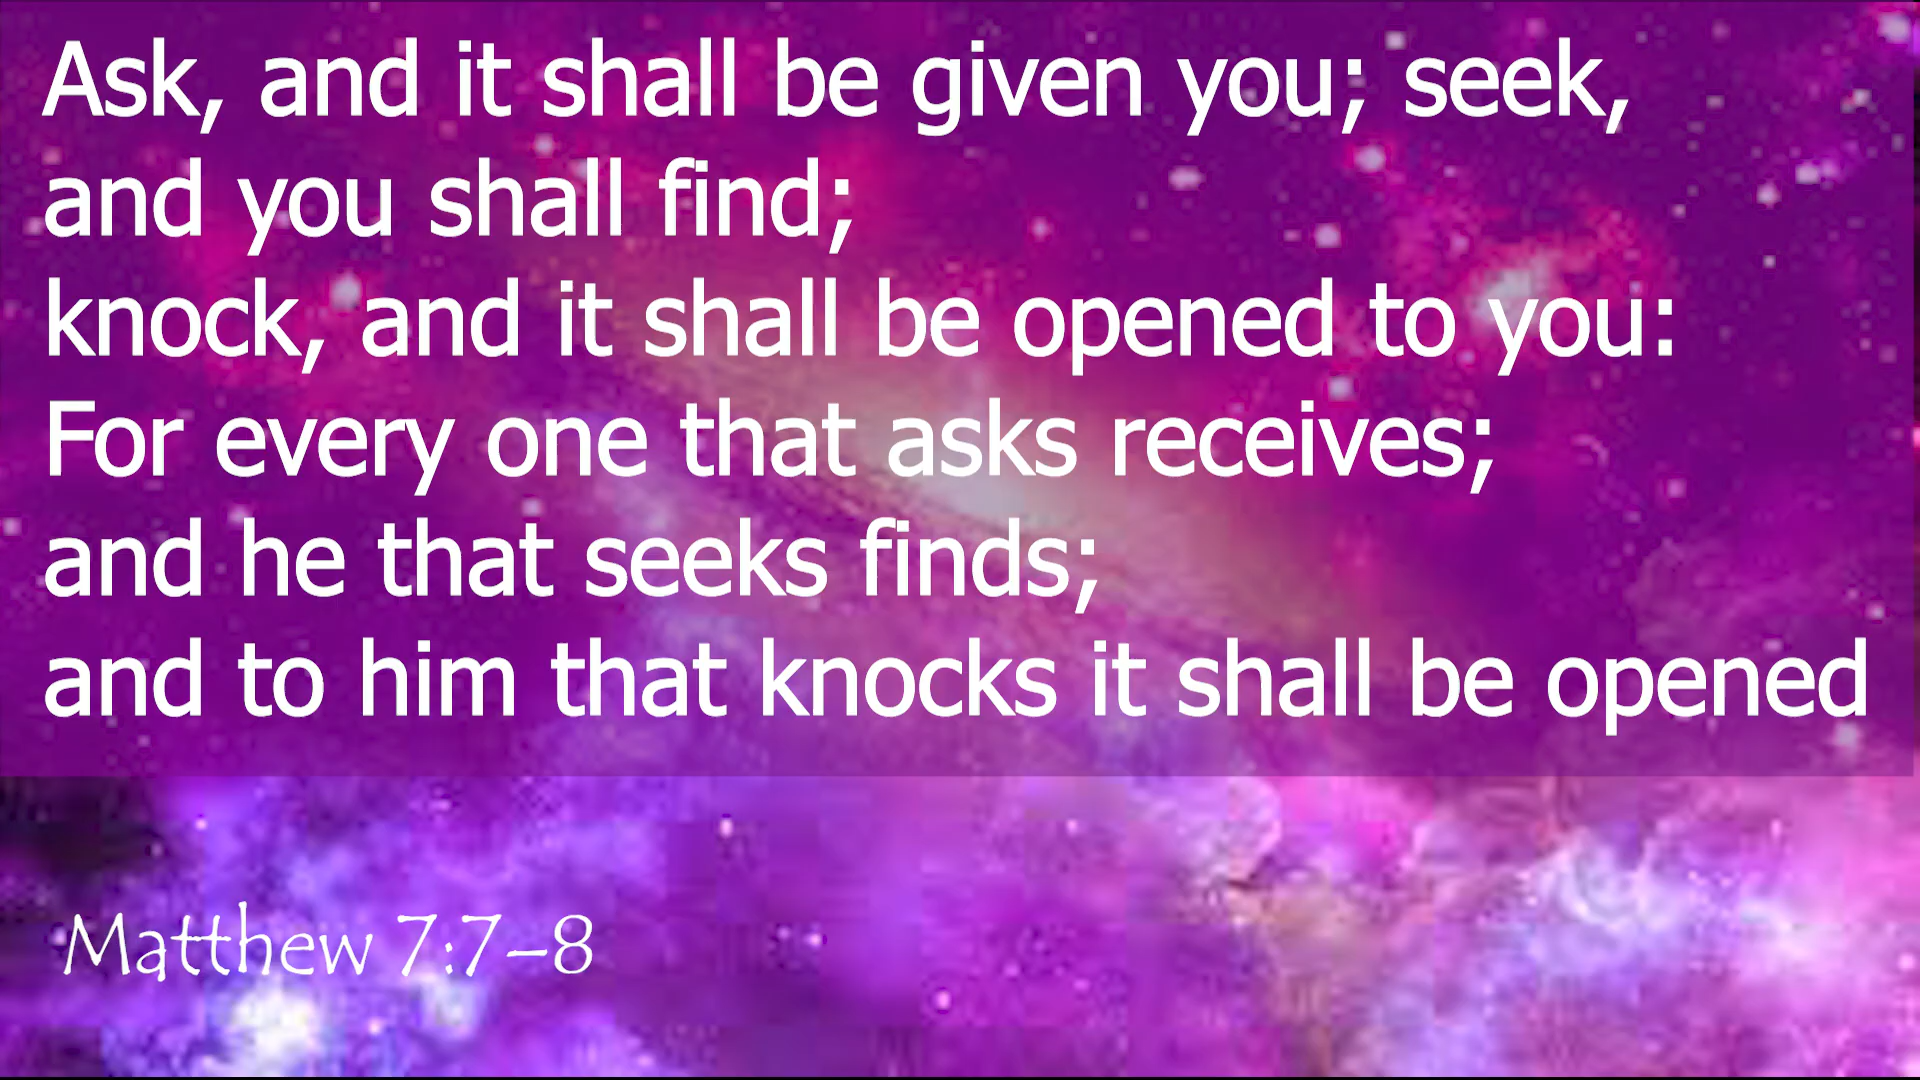 Ask, and it shall be given you; seek,
and you shall find;
knock, and it shall be opened to you:
For every one that asks receives;
and he that seeks finds;
and to him that knocks it shall be opened
Matthew 7:7–8